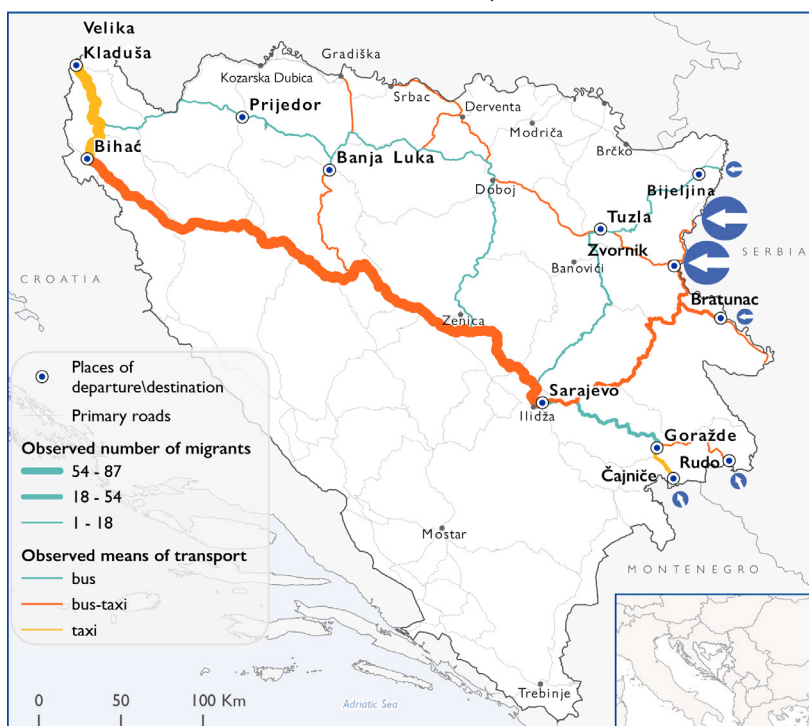 Velika
Kladuša
Gradiška
Kozarska Dubica
Srbac
Prijedor
Derventa
Modriča
Brčko
Bihać
Banja Luka
Doboj
Bijeljina
Tuzla
Zvornik
Banovići
SERBIA
CROATIA
Bratunac
Zenica
Sarajevo
Ilidža
Goražde
Čajniče
Rudo
Mostar
MONTENEGRO
Trebinje
Adriatic Sea
Places of
departure\destination
Primary roads
Observed number of migrants
54 - 87
18 - 54
1 - 18
Observed means of transport
bus
bus-taxi
taxi
0 50 100 Km